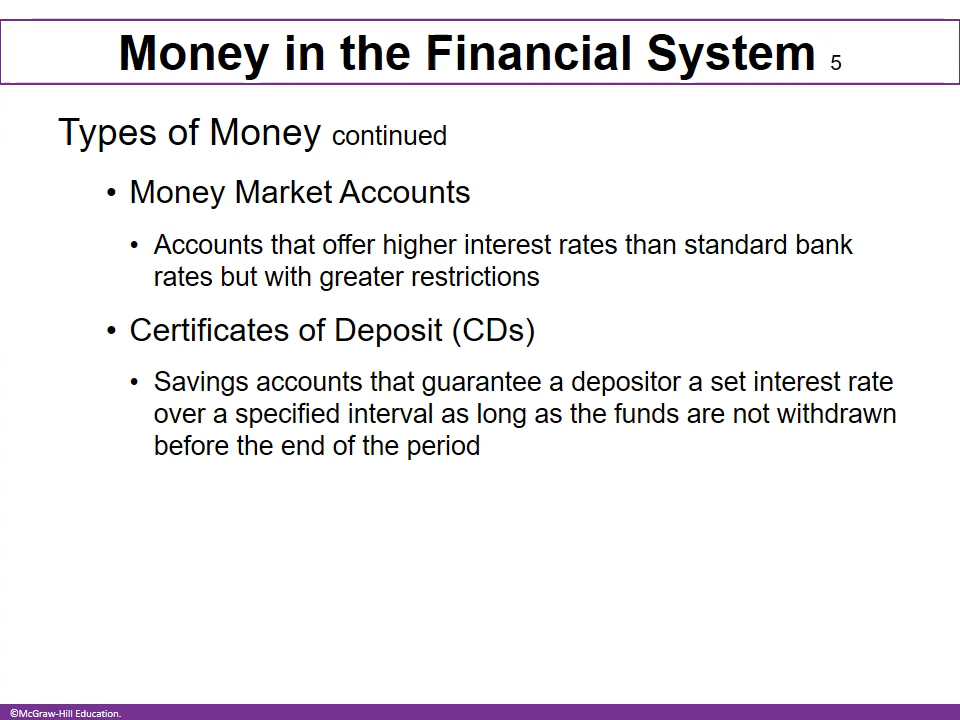 Money in the Financial System 5
Types of Money continued
• Money Market Accounts
• Accounts that offer higher interest rates than standard bank
rates but with greater restrictions
• Certificates of Deposit (CDs)
• Savings accounts that guarantee a depositor a set interest rate
over a specified interval as long as the funds are not withdrawn
before the end of the period
©McGraw-Hill Education.